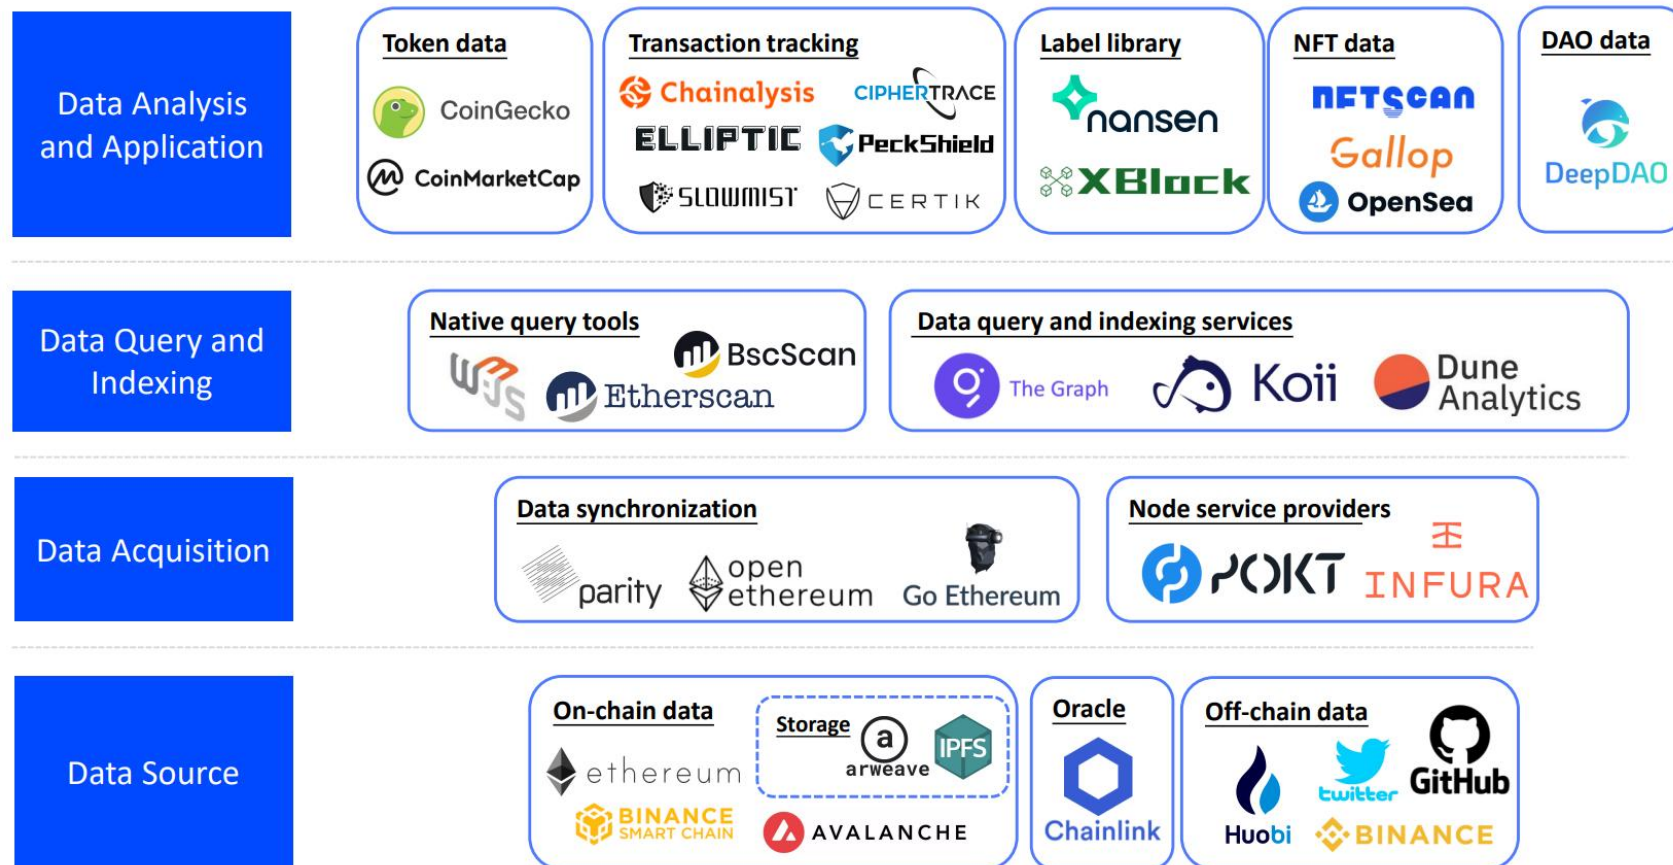 Data Analysis
and Application
Token data
CoinGecko
CoinMarketCap
Transaction tracking
Chainalysis
CIPHERTRACE
ELLIPTIC
PeckShield
SLOWMIST
CERTIK
Label library
nansen
XBlock
NFT data
NFTSCAN
Gallop
OpenSea
DAO data
DeepDAO
Data Query and
Indexing
Native query tools
W3JS
BscScan
Etherscan
Data query and indexing services
The Graph
Koii
Dune
Analytics
Data Acquisition
Data synchronization
parity
open
ethereum
Go Ethereum
Node service providers
POKT
INFURA
Data Source
On-chain data
ethereum
BINANCE
SMART CHAIN
Storage
a
arweave
IPFS
AVALANCHE
Oracle
Chainlink
Off-chain data
Huobi
twitter
GitHub
BINANCE